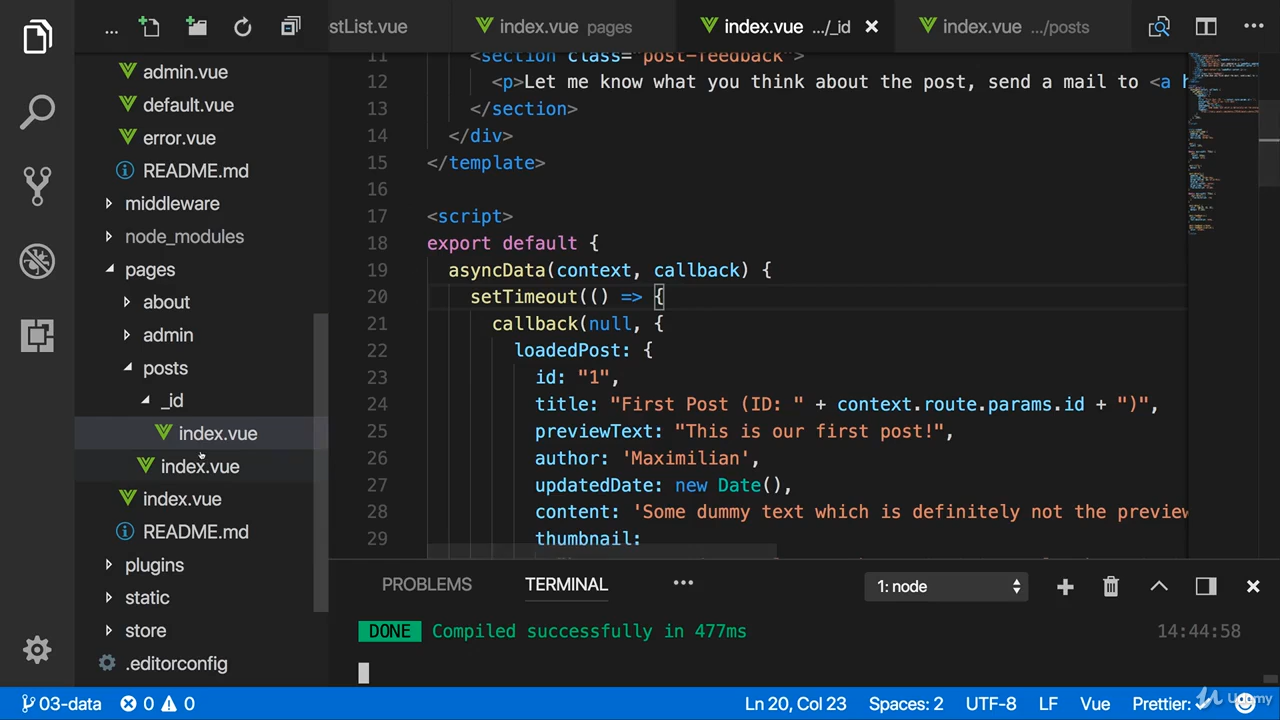 ... stList.vue index.vue pages index.vue .../_id index.vue .../posts
admin.vue
default.vue
error.vue
README.md
middleware
node_modules
pages
about
admin
posts
_id
index.vue
index.vue
index.vue
README.md
plugins
static
store
.editorconfig
11 <section class="post-feedback">
12 <p>Let me know what you think about the post, send a mail to <a h
13 </section>
14 </div>
15 </template>
16
17 <script>
18 export default {
19 asyncData(context, callback) {
20 setTimeout(() => {
21 callback(null, {
22 loadedPost: {
23 id: "1",
24 title: "First Post (ID: " + context.route.params.id + ")",
25 previewText: "This is our first post!",
26 author: 'Maximilian',
27 updatedDate: new Date(),
28 content: 'Some dummy text which is definitely not the preview
29 thumbnail:
PROBLEMS TERMINAL ... 1: node
DONE Compiled successfully in 477ms 14:44:58
03-data 0 0 Ln 20, Col 23 Spaces: 2 UTF-8 LF Vue Prettier: ✓
Udemy